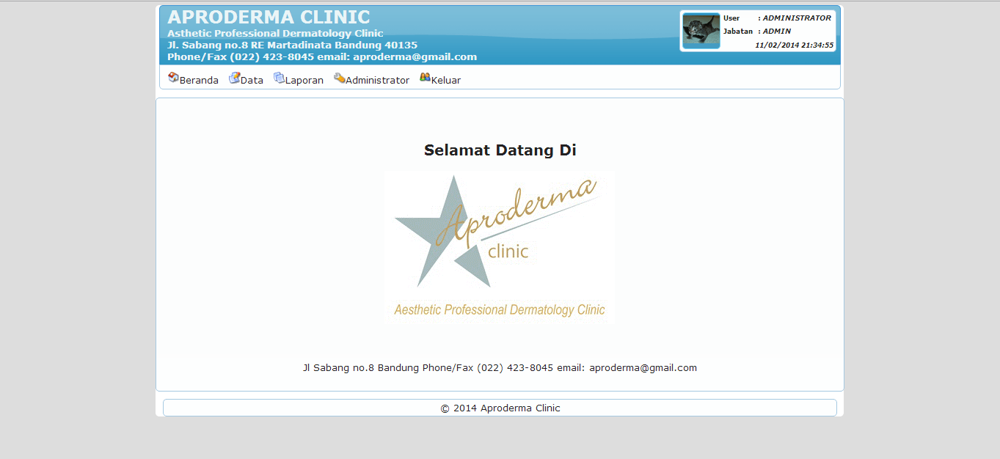 APRODERMA CLINIC
Asthetic Professional Dermatology Clinic
Jl. Sabang no.8 RE Martadinata Bandung 40135
Phone/Fax (022) 423-8045 email: aproderma@gmail.com
User : ADMINISTRATOR
Jabatan : ADMIN
11/02/2014 21:34:55
Beranda Data Laporan Administrator Keluar
Selamat Datang Di
Aproderma
clinic
Aesthetic Professional Dermatology Clinic
Jl Sabang no.8 Bandung Phone/Fax (022) 423-8045 email: aproderma@gmail.com
© 2014 Aproderma Clinic